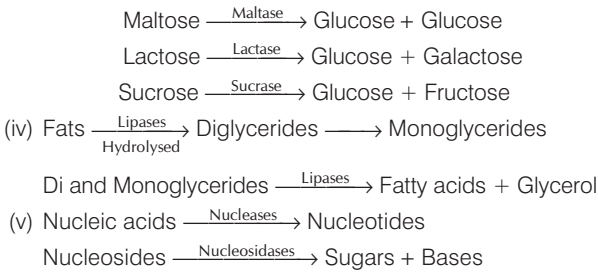 Maltose —Maltase→ Glucose + Glucose
Lactose —Lactase→ Glucose + Galactose
Sucrose —Sucrase→ Glucose + Fructose
(iv) Fats —Lipases Hydrolysed→ Diglycerides ⟶ Monoglycerides
Di and Monoglycerides —Lipases→ Fatty acids + Glycerol
(v) Nucleic acids —Nucleases→ Nucleotides
Nucleosides —Nucleosidases→ Sugars + Bases